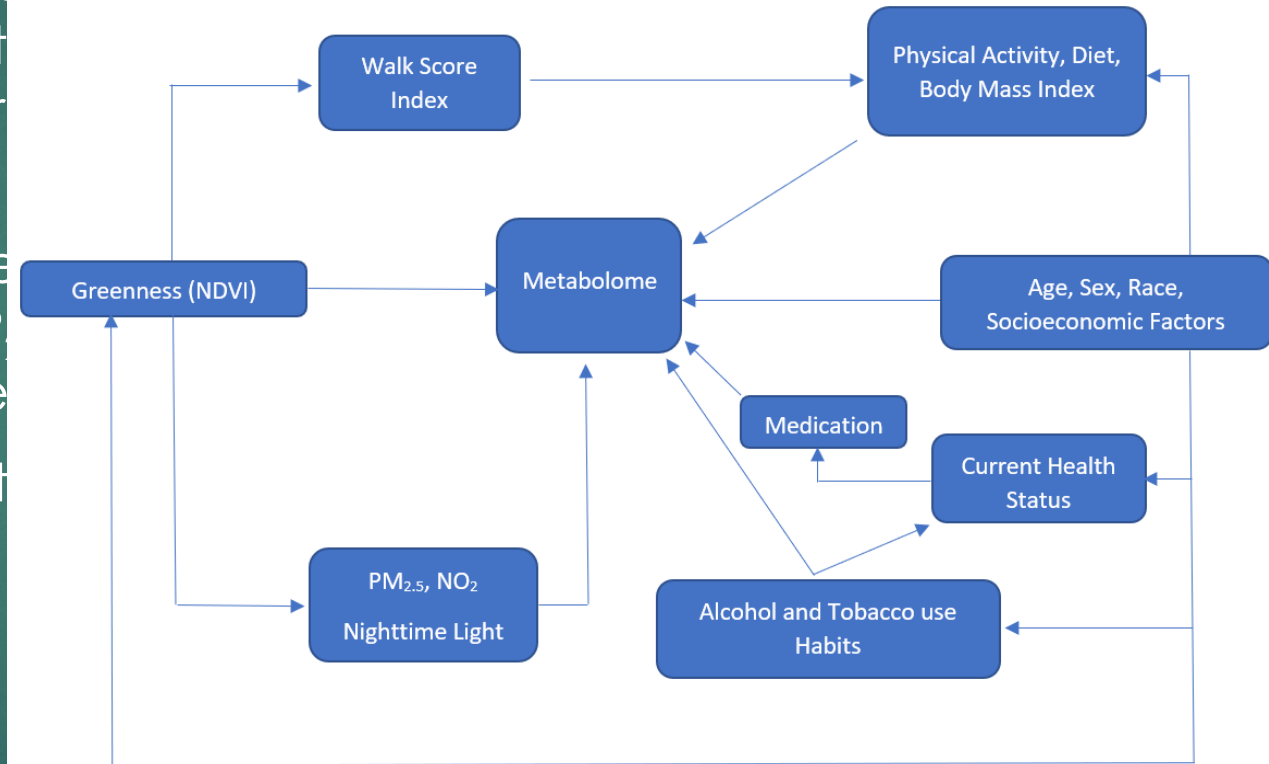 Walk Score
Index
Physical Activity, Diet,
Body Mass Index
Greenness (NDVI)
Metabolome
Age, Sex, Race,
Socioeconomic Factors
Medication
Current Health
Status
PM₂.₅, NO₂
Nighttime Light
Alcohol and Tobacco use
Habits